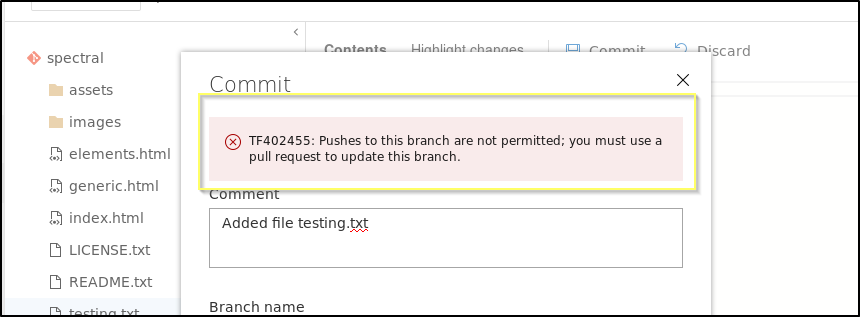 spectral
assets
images
elements.html
generic.html
index.html
LICENSE.txt
README.txt
testing.txt
Contents Highlight changes Commit Discard
Commit
TF402455: Pushes to this branch are not permitted; you must use a
pull request to update this branch.
Comment
Added file testing.txt
Branch name